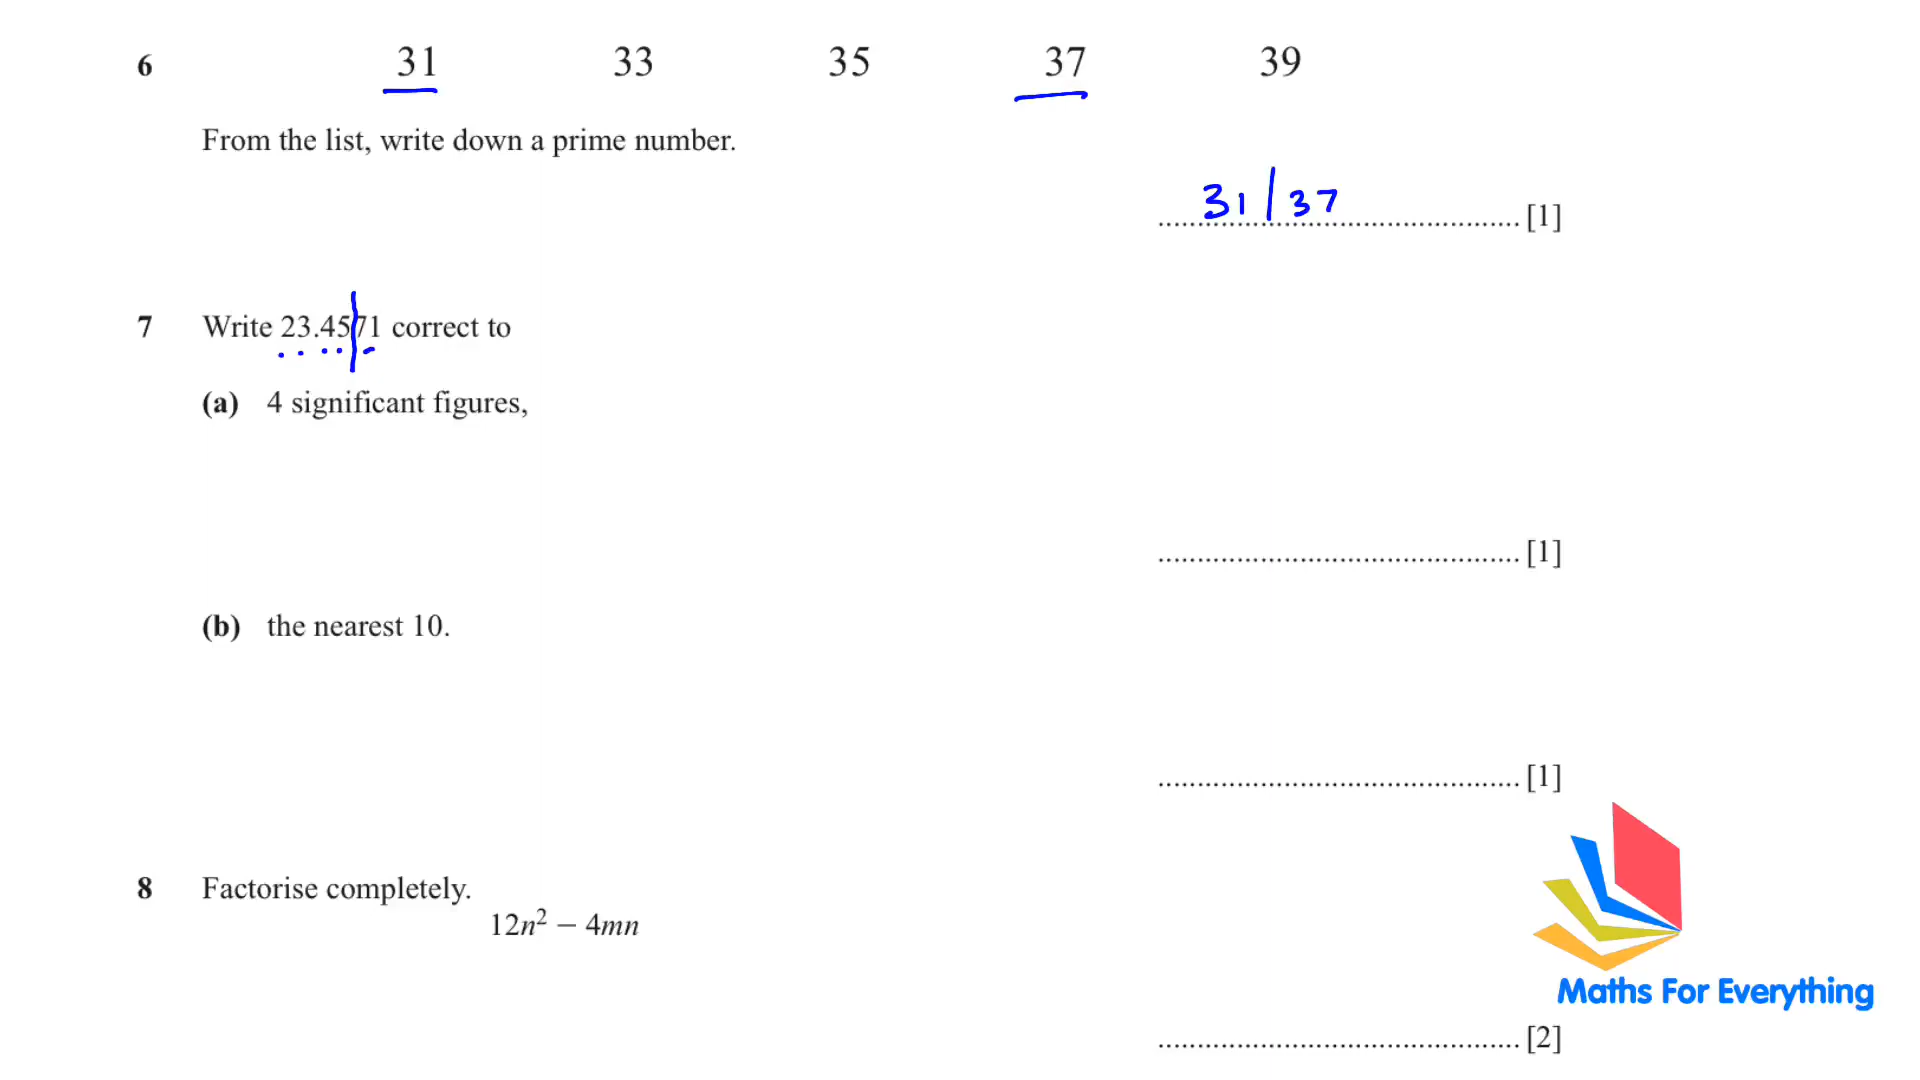 6 31 33 35 37 39
From the list, write down a prime number.
31/37
.............................................. [1]
7 Write 23.4571 correct to
(a) 4 significant figures,
.............................................. [1]
(b) the nearest 10.
.............................................. [1]
8 Factorise completely.
12n² − 4mn
Maths For Everything
.............................................. [2]